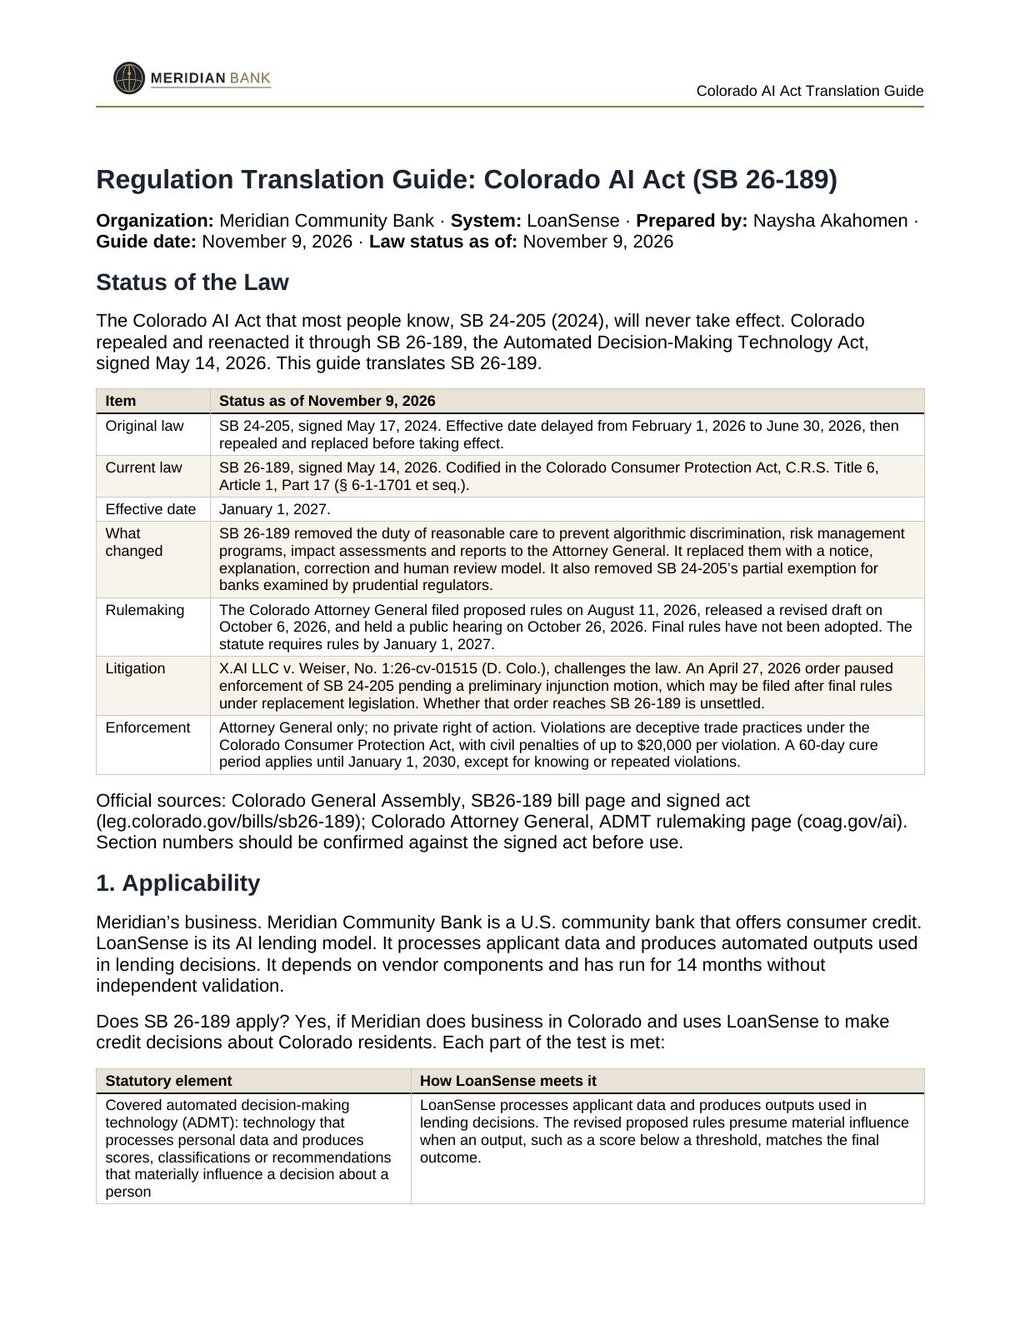 MERIDIAN BANK
Colorado AI Act Translation Guide
Regulation Translation Guide: Colorado AI Act (SB 26-189)
Organization: Meridian Community Bank · System: LoanSense · Prepared by: Naysha Akahomen ·
Guide date: November 9, 2026 · Law status as of: November 9, 2026
Status of the Law
The Colorado AI Act that most people know, SB 24-205 (2024), will never take effect. Colorado
repealed and reenacted it through SB 26-189, the Automated Decision-Making Technology Act,
signed May 14, 2026. This guide translates SB 26-189.
Item Status as of November 9, 2026
Original law SB 24-205, signed May 17, 2024. Effective date delayed from February 1, 2026 to June 30, 2026, then
repealed and replaced before taking effect.
Current law SB 26-189, signed May 14, 2026. Codified in the Colorado Consumer Protection Act, C.R.S. Title 6,
Article 1, Part 17 (§ 6-1-1701 et seq.).
Effective date January 1, 2027.
What SB 26-189 removed the duty of reasonable care to prevent algorithmic discrimination, risk management
changed programs, impact assessments and reports to the Attorney General. It replaced them with a notice,
explanation, correction and human review model. It also removed SB 24-205’s partial exemption for
banks examined by prudential regulators.
Rulemaking The Colorado Attorney General filed proposed rules on August 11, 2026, released a revised draft on
October 6, 2026, and held a public hearing on October 26, 2026. Final rules have not been adopted. The
statute requires rules by January 1, 2027.
Litigation X.AI LLC v. Weiser, No. 1:26-cv-01515 (D. Colo.), challenges the law. An April 27, 2026 order paused
enforcement of SB 24-205 pending a preliminary injunction motion, which may be filed after final rules
under replacement legislation. Whether that order reaches SB 26-189 is unsettled.
Enforcement Attorney General only; no private right of action. Violations are deceptive trade practices under the
Colorado Consumer Protection Act, with civil penalties of up to $20,000 per violation. A 60-day cure
period applies until January 1, 2030, except for knowing or repeated violations.
Official sources: Colorado General Assembly, SB26-189 bill page and signed act
(leg.colorado.gov/bills/sb26-189); Colorado Attorney General, ADMT rulemaking page (coag.gov/ai).
Section numbers should be confirmed against the signed act before use.
1. Applicability
Meridian’s business. Meridian Community Bank is a U.S. community bank that offers consumer credit.
LoanSense is its AI lending model. It processes applicant data and produces automated outputs used
in lending decisions. It depends on vendor components and has run for 14 months without
independent validation.
Does SB 26-189 apply? Yes, if Meridian does business in Colorado and uses LoanSense to make
credit decisions about Colorado residents. Each part of the test is met:
Statutory element How LoanSense meets it
Covered automated decision-making LoanSense processes applicant data and produces outputs used in
technology (ADMT): technology that lending decisions. The revised proposed rules presume material influence
processes personal data and produces when an output, such as a score below a threshold, matches the final
scores, classifications or recommendations outcome.
that materially influence a decision about a
person